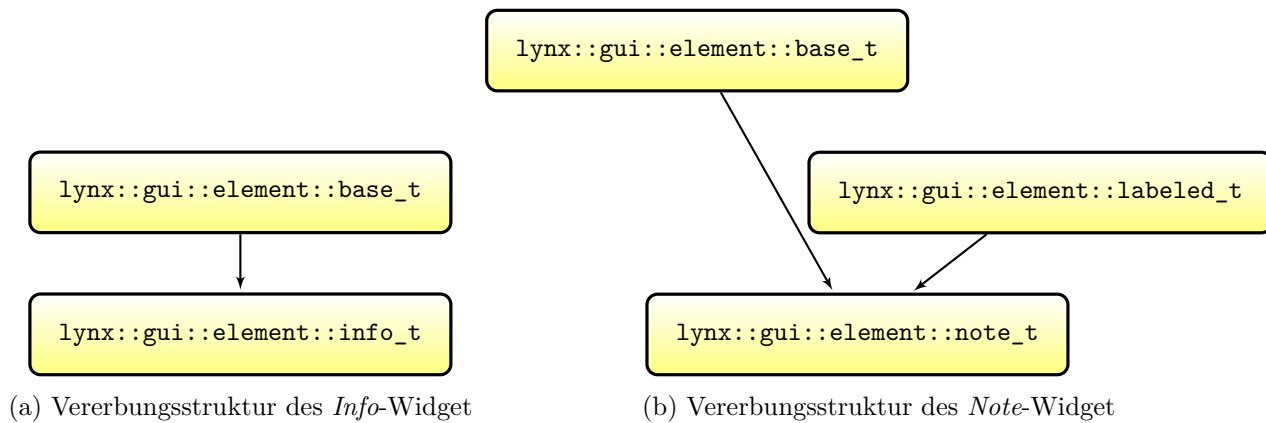 lynx::gui::element::base_t
lynx::gui::element::base_t
lynx::gui::element::labeled_t
lynx::gui::element::info_t
lynx::gui::element::note_t
(a) Vererbungsstruktur des Info-Widget
(b) Vererbungsstruktur des Note-Widget